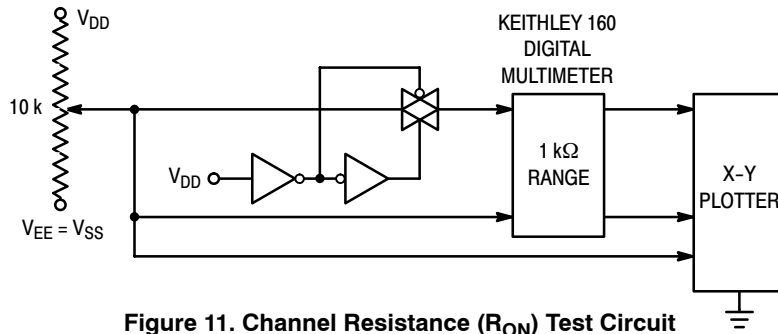 KEITHLEY 160
DIGITAL
MULTIMETER
V_DD
10 k
V_DD
1 kΩ
RANGE
X-Y
PLOTTER
V_EE = V_SS
Figure 11. Channel Resistance (R_ON) Test Circuit